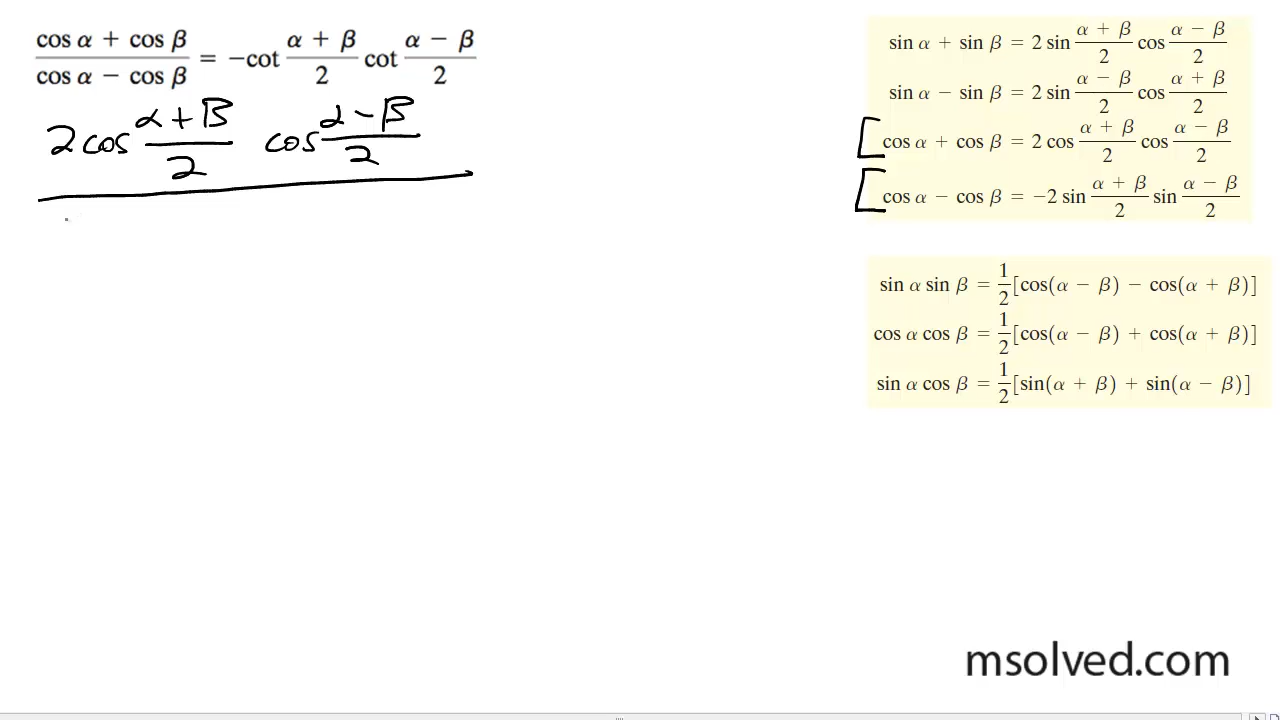 cos α + cos β / cos α − cos β = −cot α + β / 2 cot α − β / 2
2 cos α + β / 2 cos α − β / 2
sin α + sin β = 2 sin α + β / 2 cos α − β / 2
sin α − sin β = 2 sin α − β / 2 cos α + β / 2
cos α + cos β = 2 cos α + β / 2 cos α − β / 2
cos α − cos β = −2 sin α + β / 2 sin α − β / 2
sin α sin β = 1/2 [cos(α − β) − cos(α + β)]
cos α cos β = 1/2 [cos(α − β) + cos(α + β)]
sin α cos β = 1/2 [sin(α + β) + sin(α − β)]
msolved.com